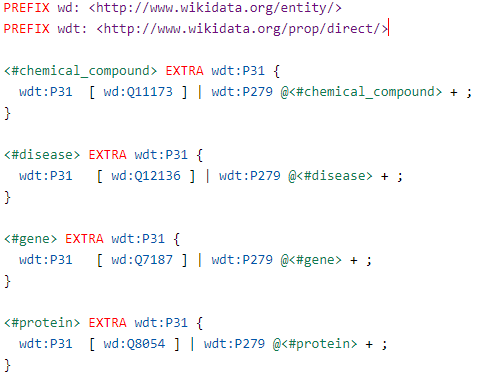 PREFIX wd: <http://www.wikidata.org/entity/>
PREFIX wdt: <http://www.wikidata.org/prop/direct/>
<#chemical_compound> EXTRA wdt:P31 {
wdt:P31 [ wd:Q11173 ] | wdt:P279 @<#chemical_compound> + ;
}
<#disease> EXTRA wdt:P31 {
wdt:P31 [ wd:Q12136 ] | wdt:P279 @<#disease> + ;
}
<#gene> EXTRA wdt:P31 {
wdt:P31 [ wd:Q7187 ] | wdt:P279 @<#gene> + ;
}
<#protein> EXTRA wdt:P31 {
wdt:P31 [ wd:Q8054 ] | wdt:P279 @<#protein> + ;
}